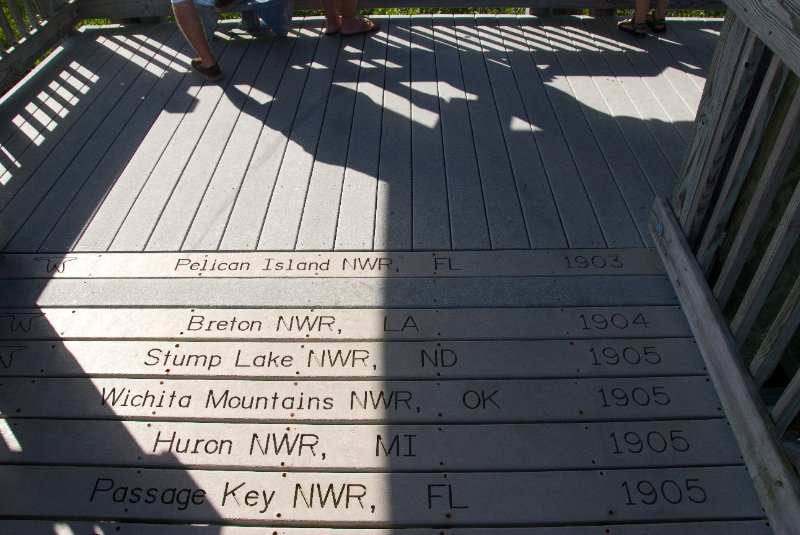 Pelican Island NWR, FL 1903
Breton NWR, LA 1904
Stump Lake NWR, ND 1905
Wichita Mountains NWR, OK 1905
Huron NWR, MI 1905
Passage Key NWR, FL 1905